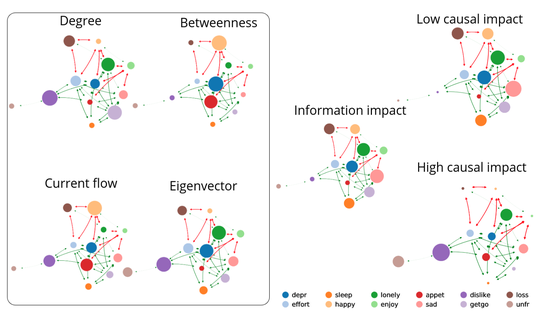 Degree
Betweenness
Low causal impact
Information impact
Current flow
Eigenvector
High causal impact
depr sleep lonely appet dislike loss
effort happy enjoy sad getgo unfr